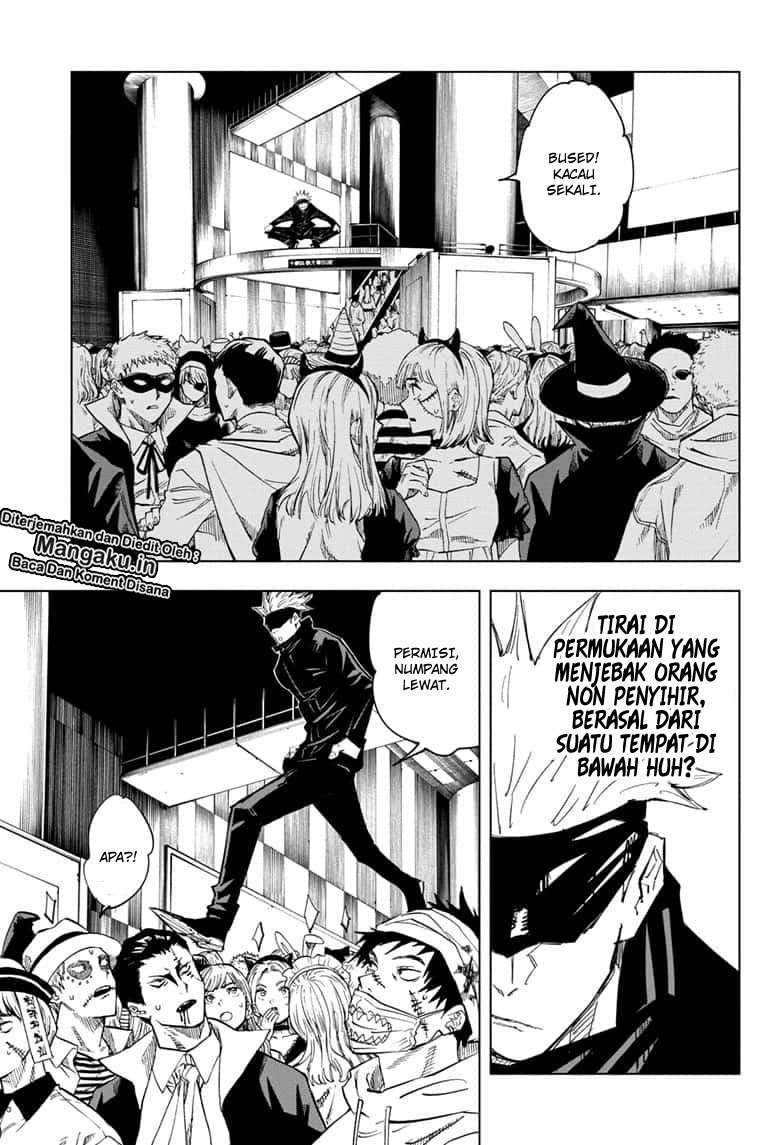 BUSED!
KACAU
SEKALI.
Diterjemahkan dan Diedit Oleh :
Mangaku.in
Baca Dan Koment Disana
TIRAI DI
PERMUKAAN YANG
MENJEBAK ORANG
NON PENYIHIR,
BERASAL DARI
SUATU TEMPAT DI
BAWAH HUH?
PERMISI,
NUMPANG
LEWAT.
APA?!